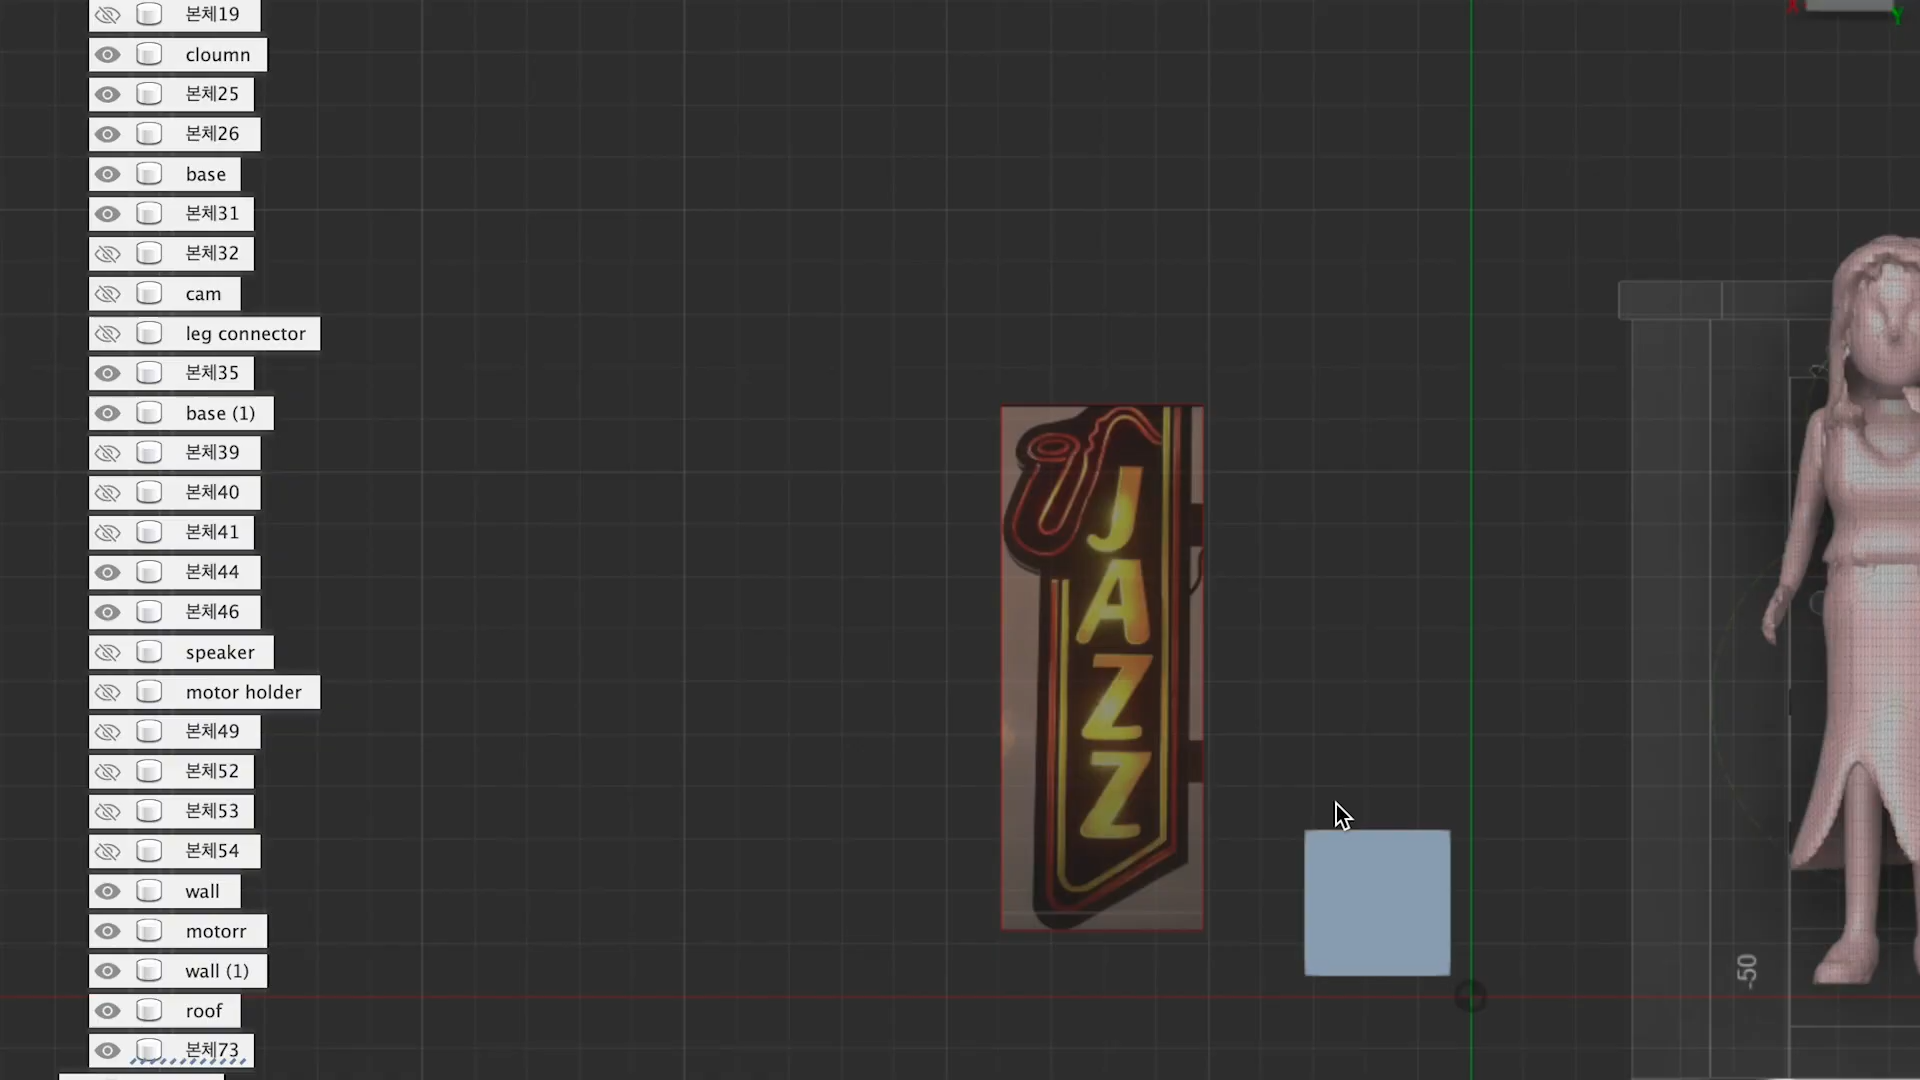 본체19
cloumn
본체25
본체26
base
본체31
본체32
cam
leg connector
본체35
base (1)
본체39
본체40
본체41
본체44
본체46
speaker
motor holder
본체49
본체52
본체53
본체54
wall
motorr
wall (1)
roof
본체73
JAZZ
-50
X
Y